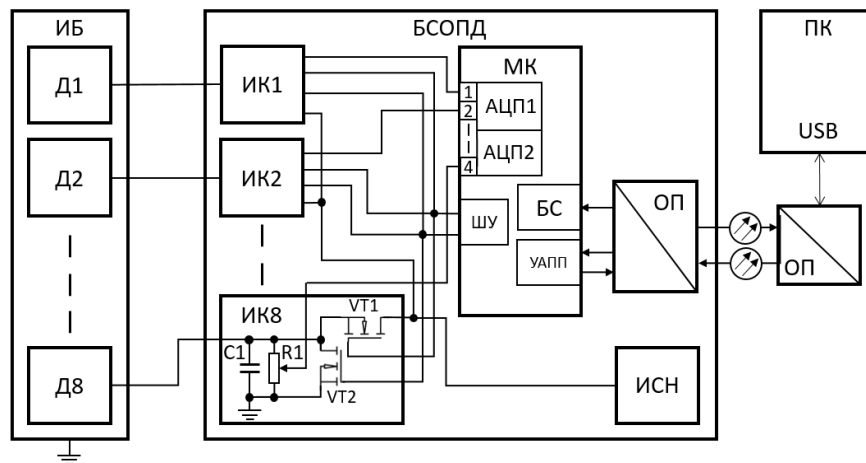 ИБ
БСОПД
ПК
Д1
ИК1
МК
1
АЦП1
2
USB
Д2
ИК2
АЦП2
4
БС
ОП
ШУ
УАПП
ОП
ИК8
VT1
C1
R1
Д8
VT2
ИСН